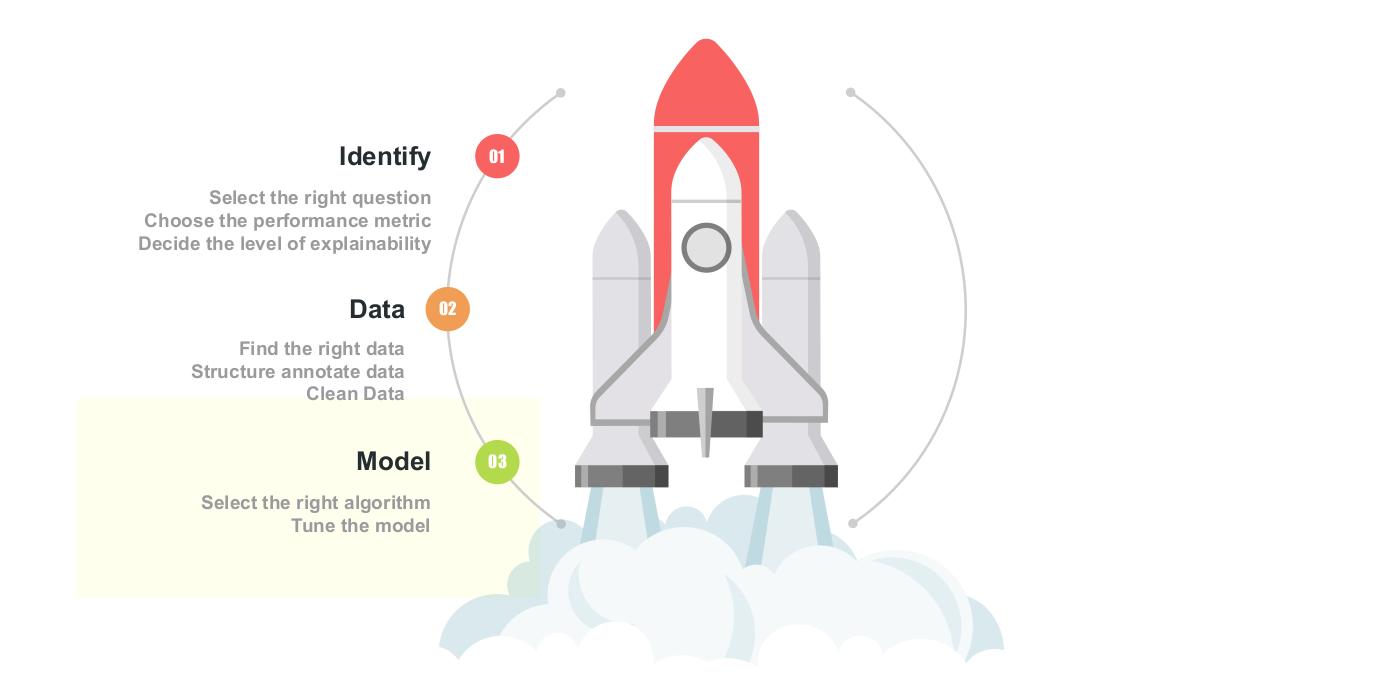 01
Identify
Select the right question
Choose the performance metric
Decide the level of explainability
02
Data
Find the right data
Structure annotate data
Clean Data
03
Model
Select the right algorithm
Tune the model